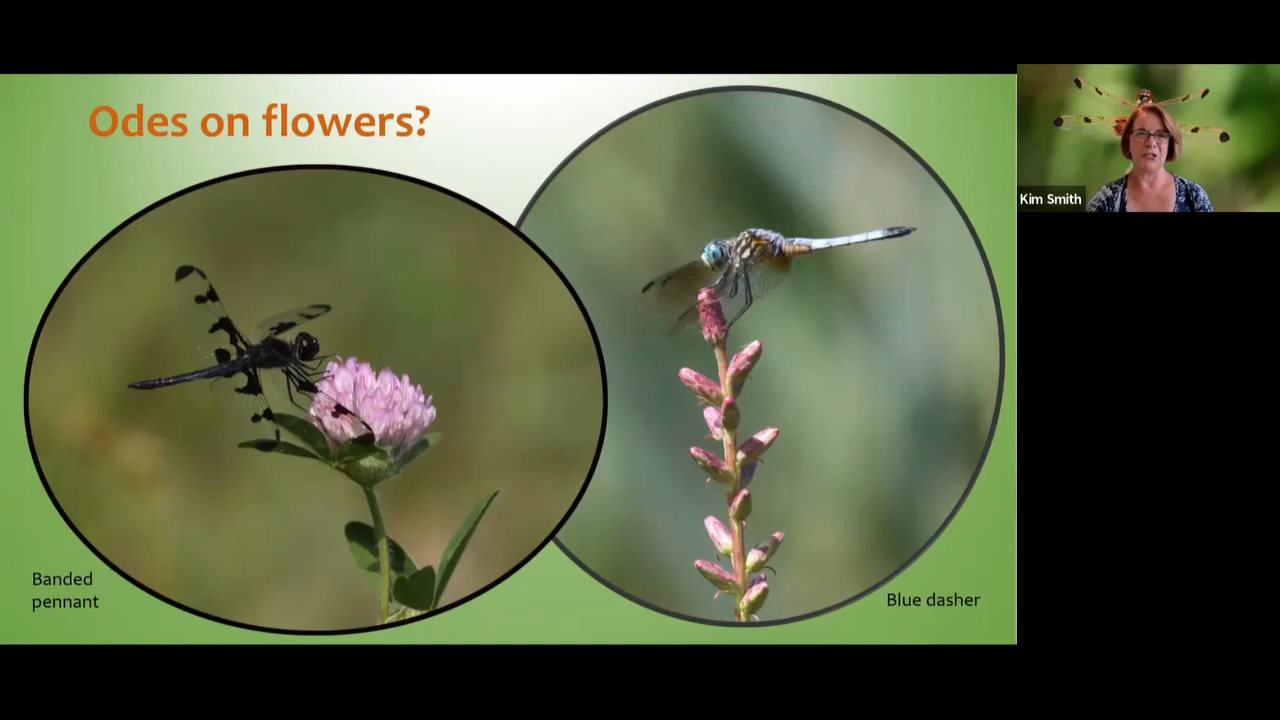 Odes on flowers?
Kim Smith
Banded
pennant
Blue dasher